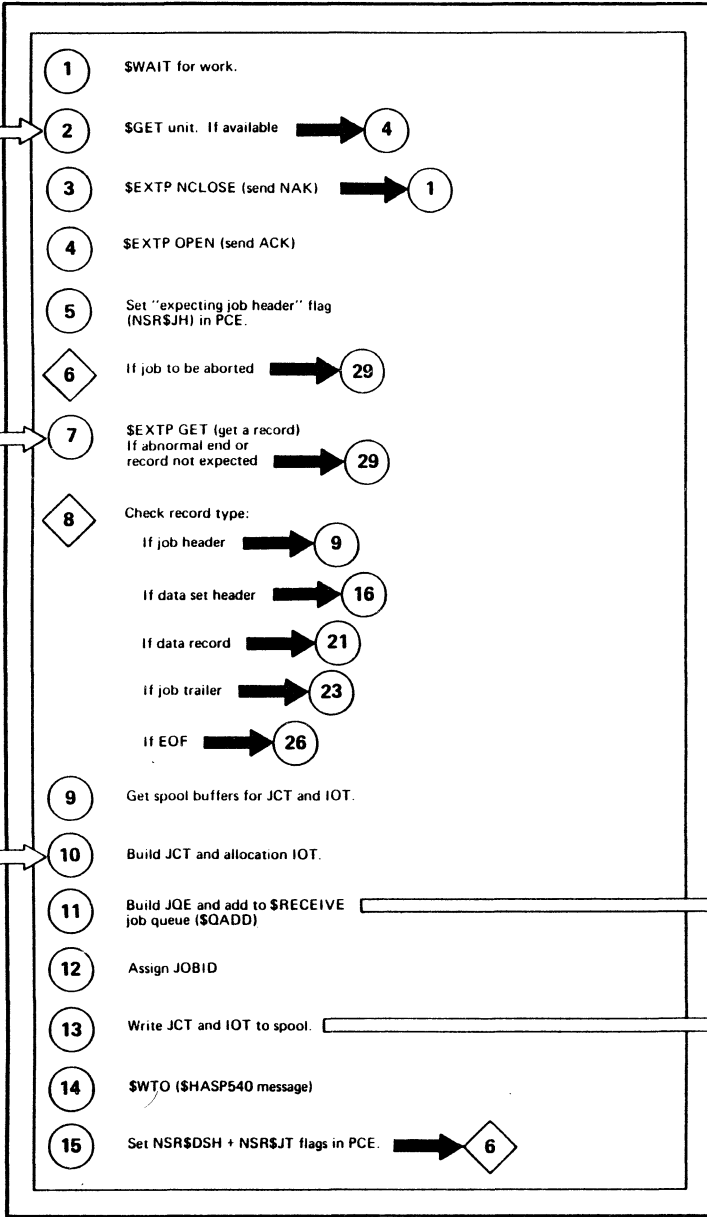 1 $WAIT for work.
2 $GET unit. If available 4
3 $EXTP NCLOSE (send NAK) 1
4 $EXTP OPEN (send ACK)
5 Set "expecting job header" flag
(NSR$JH) in PCE.
6 If job to be aborted 29
7 $EXTP GET (get a record)
If abnormal end or
record not expected 29
8 Check record type:
If job header 9
If data set header 16
If data record 21
If job trailer 23
If EOF 26
9 Get spool buffers for JCT and IOT.
10 Build JCT and allocation IOT.
11 Build JQE and add to $RECEIVE
job queue ($QADD)
12 Assign JOBID
13 Write JCT and IOT to spool.
14 $WTO ($HASP540 message)
15 Set NSR$DSH + NSR$JT flags in PCE. 6